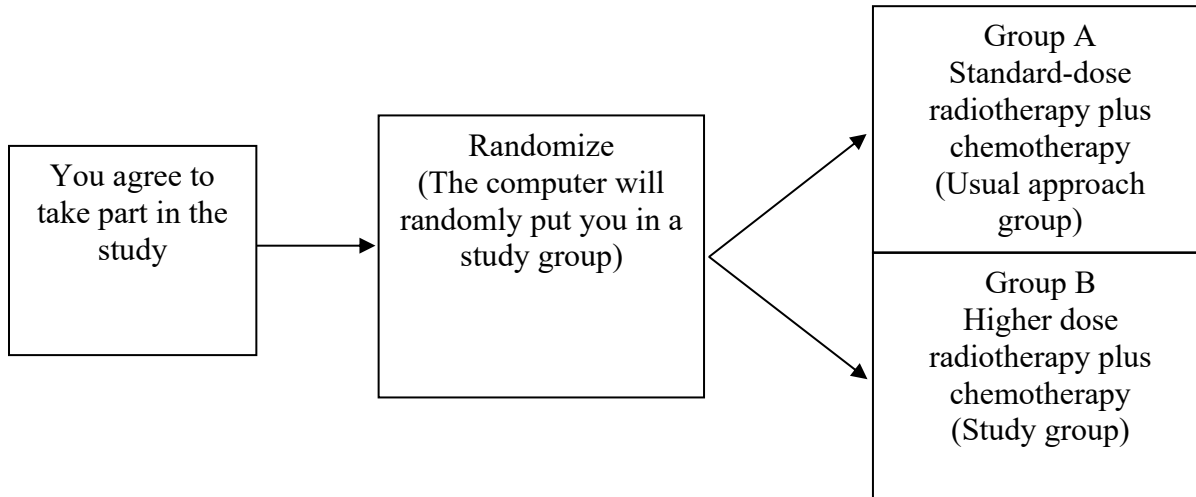 You agree to
take part in the
study
Randomize
(The computer will
randomly put you in a
study group)
Group A
Standard-dose
radiotherapy plus
chemotherapy
(Usual approach
group)
Group B
Higher dose
radiotherapy plus
chemotherapy
(Study group)